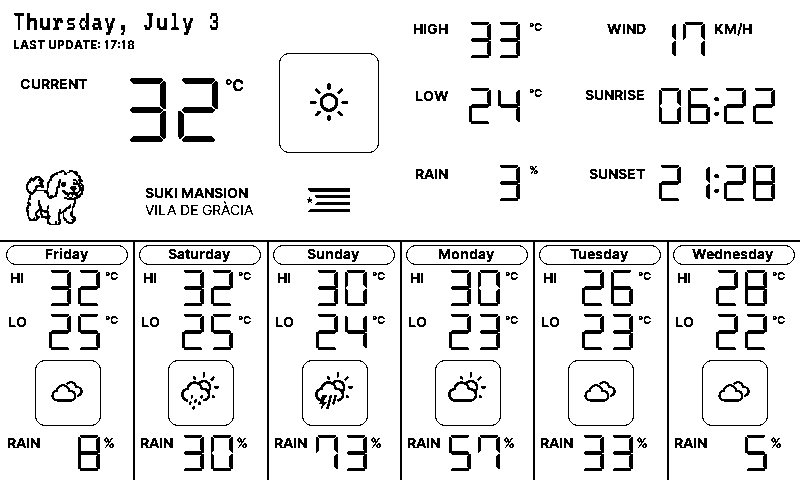 Thursday, July 3
LAST UPDATE: 17:18
CURRENT 32 °C
SUKI MANSION
VILA DE GRÀCIA
HIGH 33 °C
LOW 24 °C
RAIN 3 %
WIND 17 KM/H
SUNRISE 06:22
SUNSET 21:28
Friday
HI 32 °C
LO 25 °C
RAIN 8 %
Saturday
HI 32 °C
LO 25 °C
RAIN 30 %
Sunday
HI 30 °C
LO 24 °C
RAIN 73 %
Monday
HI 30 °C
LO 23 °C
RAIN 57 %
Tuesday
HI 26 °C
LO 23 °C
RAIN 33 %
Wednesday
HI 28 °C
LO 22 °C
RAIN 5 %